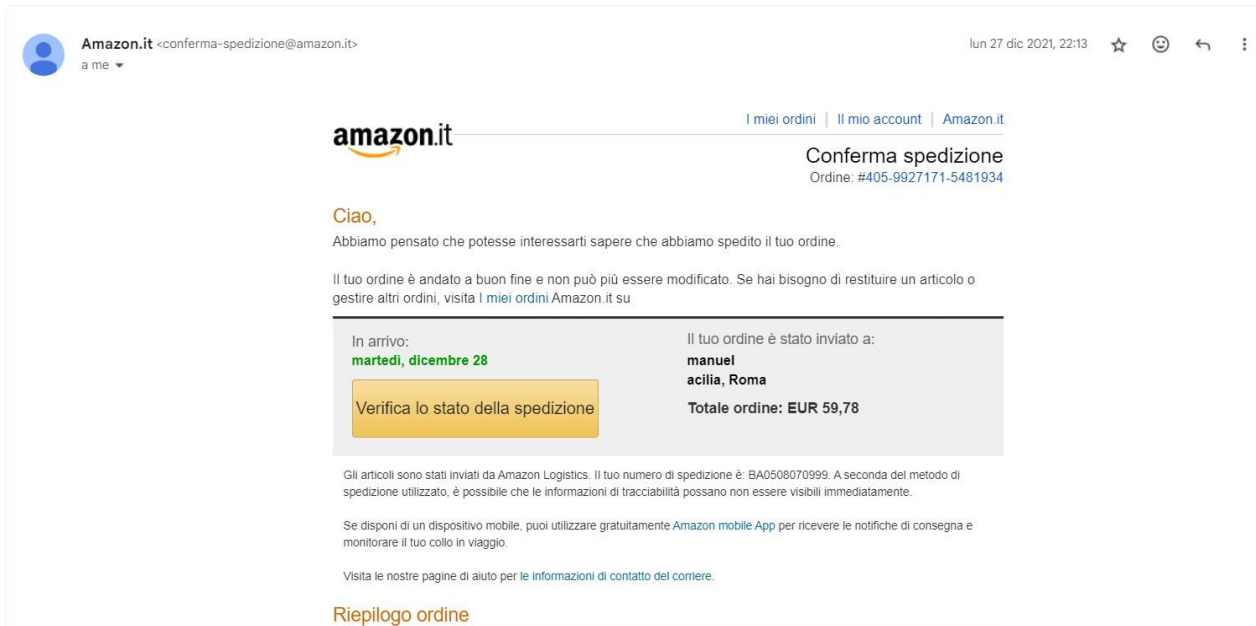 Amazon.it <conferma-spedizione@amazon.it>
lun 27 dic 2021, 22:13
a me
amazon.it
I miei ordini | Il mio account | Amazon.it
Conferma spedizione
Ordine: #405-9927171-5481934
Ciao,
Abbiamo pensato che potesse interessarti sapere che abbiamo spedito il tuo ordine.
Il tuo ordine è andato a buon fine e non può più essere modificato. Se hai bisogno di restituire un articolo o
gestire altri ordini, visita I miei ordini Amazon.it su
In arrivo:
martedì, dicembre 28
Verifica lo stato della spedizione
Il tuo ordine è stato inviato a:
manuel
acilia, Roma
Totale ordine: EUR 59,78
Gli articoli sono stati inviati da Amazon Logistics. Il tuo numero di spedizione è: BA0508070999. A seconda del metodo di
spedizione utilizzato, è possibile che le informazioni di tracciabilità possano non essere visibili immediatamente.
Se disponi di un dispositivo mobile, puoi utilizzare gratuitamente Amazon mobile App per ricevere le notifiche di consegna e
monitorare il tuo collo in viaggio.
Visita le nostre pagine di aiuto per le informazioni di contatto del corriere.
Riepilogo ordine